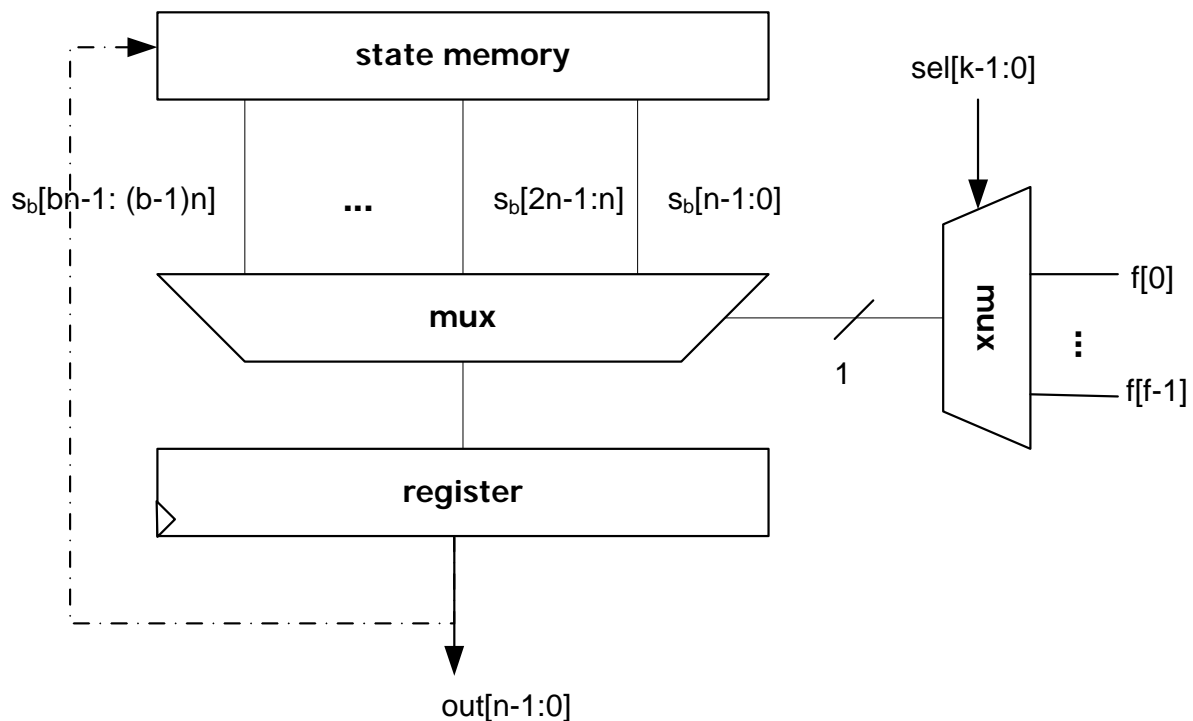 state memory
sel[k-1:0]
s_b[bn-1: (b-1)n]
...
s_b[2n-1:n]
s_b[n-1:0]
f[0]
mux
mux
...
1
f[f-1]
register
out[n-1:0]